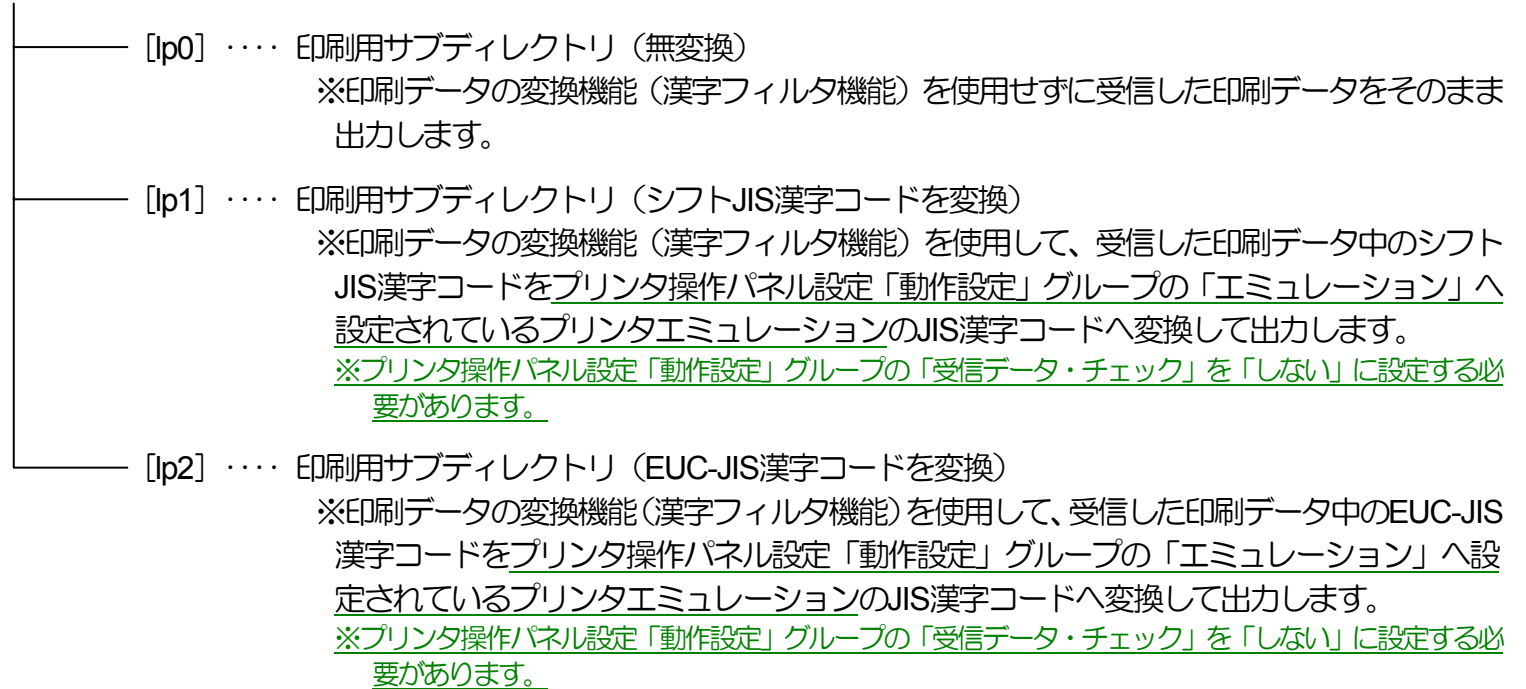 ［lp0］ ···· 印刷用サブディレクトリ（無変換）
※印刷データの変換機能（漢字フィルタ機能）を使用せずに受信した印刷データをそのまま
出力します。
［lp1］ ···· 印刷用サブディレクトリ（シフトJIS漢字コードを変換）
※印刷データの変換機能（漢字フィルタ機能）を使用して、受信した印刷データ中のシフト
JIS漢字コードをプリンタ操作パネル設定「動作設定」グループの「エミュレーション」へ
設定されているプリンタエミュレーションのJIS漢字コードへ変換して出力します。
※プリンタ操作パネル設定「動作設定」グループの「受信データ・チェック」を「しない」に設定する必
要があります。
［lp2］ ···· 印刷用サブディレクトリ（EUC-JIS漢字コードを変換）
※印刷データの変換機能（漢字フィルタ機能）を使用して、受信した印刷データ中のEUC-JIS
漢字コードをプリンタ操作パネル設定「動作設定」グループの「エミュレーション」へ設
定されているプリンタエミュレーションのJIS漢字コードへ変換して出力します。
※プリンタ操作パネル設定「動作設定」グループの「受信データ・チェック」を「しない」に設定する必
要があります。